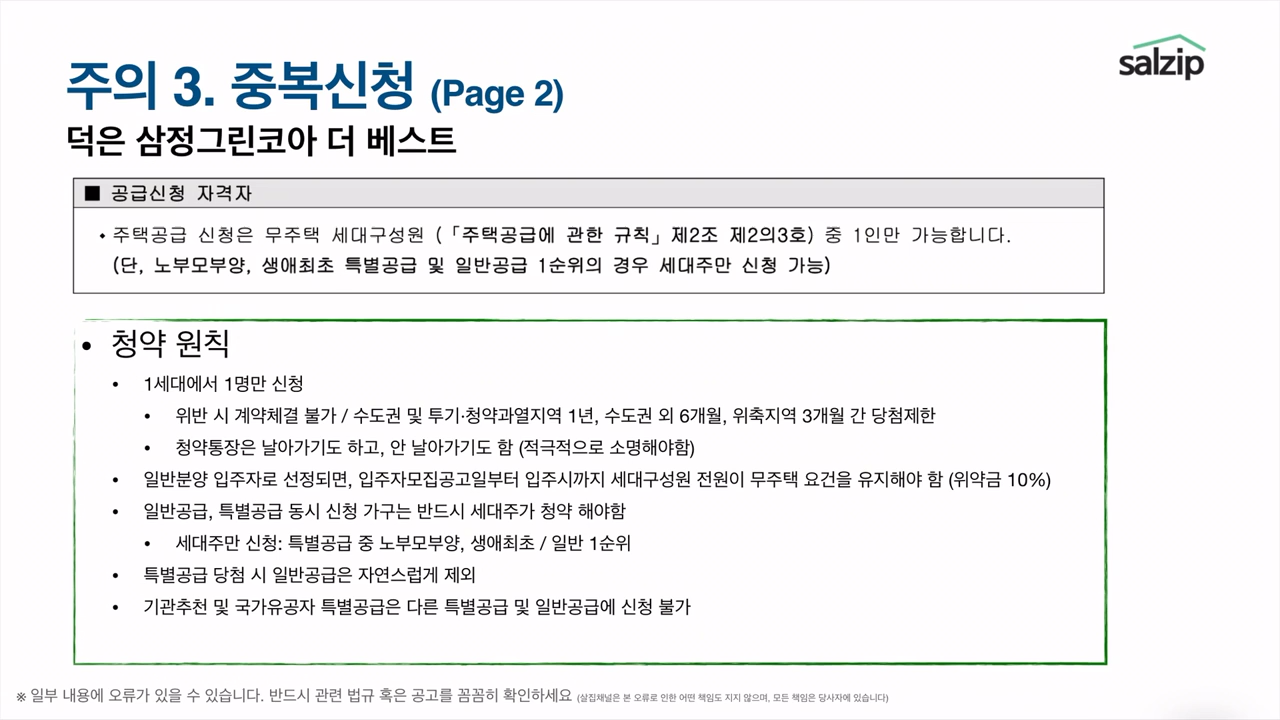 salzip
주의 3. 중복신청 (Page 2)
덕은 삼정그린코아 더 베스트
■ 공급신청 자격자
⬩ 주택공급 신청은 무주택 세대구성원 (「주택공급에 관한 규칙」제2조 제2의3호) 중 1인만 가능합니다.
(단, 노부모부양, 생애최초 특별공급 및 일반공급 1순위의 경우 세대주만 신청 가능)
• 청약 원칙
• 1세대에서 1명만 신청
• 위반 시 계약체결 불가 / 수도권 및 투기·청약과열지역 1년, 수도권 외 6개월, 위축지역 3개월 간 당첨제한
• 청약통장은 날아가기도 하고, 안 날아가기도 함 (적극적으로 소명해야함)
• 일반분양 입주자로 선정되면, 입주자모집공고일부터 입주시까지 세대구성원 전원이 무주택 요건을 유지해야 함 (위약금 10%)
• 일반공급, 특별공급 동시 신청 가구는 반드시 세대주가 청약 해야함
• 세대주만 신청: 특별공급 중 노부모부양, 생애최초 / 일반 1순위
• 특별공급 당첨 시 일반공급은 자연스럽게 제외
• 기관추천 및 국가유공자 특별공급은 다른 특별공급 및 일반공급에 신청 불가
※ 일부 내용에 오류가 있을 수 있습니다. 반드시 관련 법규 혹은 공고를 꼼꼼히 확인하세요 (살집채널은 본 오류로 인한 어떤 책임도 지지 않으며, 모든 책임은 당사자에 있습니다)